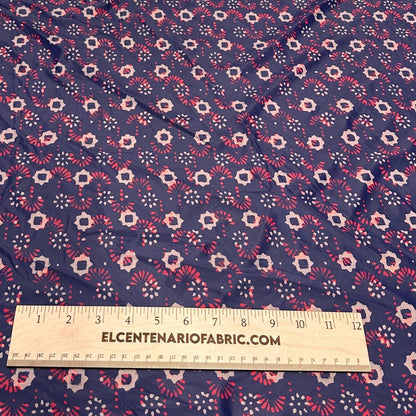 1 2 3 4 5 6 7 8 9 10 11 12
ELCENTENARIOFABRIC.COM